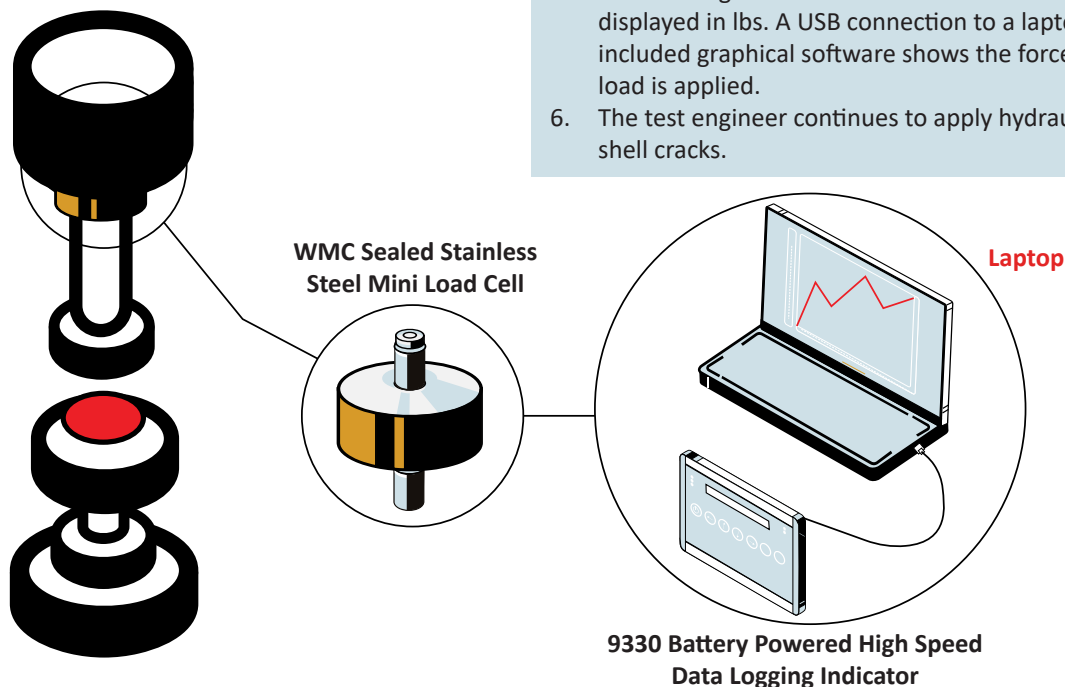 displayed in lbs. A USB connection to a
included graphical software shows the force
load is applied.
6. The test engineer continues to apply
shell cracks.
WMC Sealed Stainless
Steel Mini Load Cell
Laptop
9330 Battery Powered High Speed
Data Logging Indicator